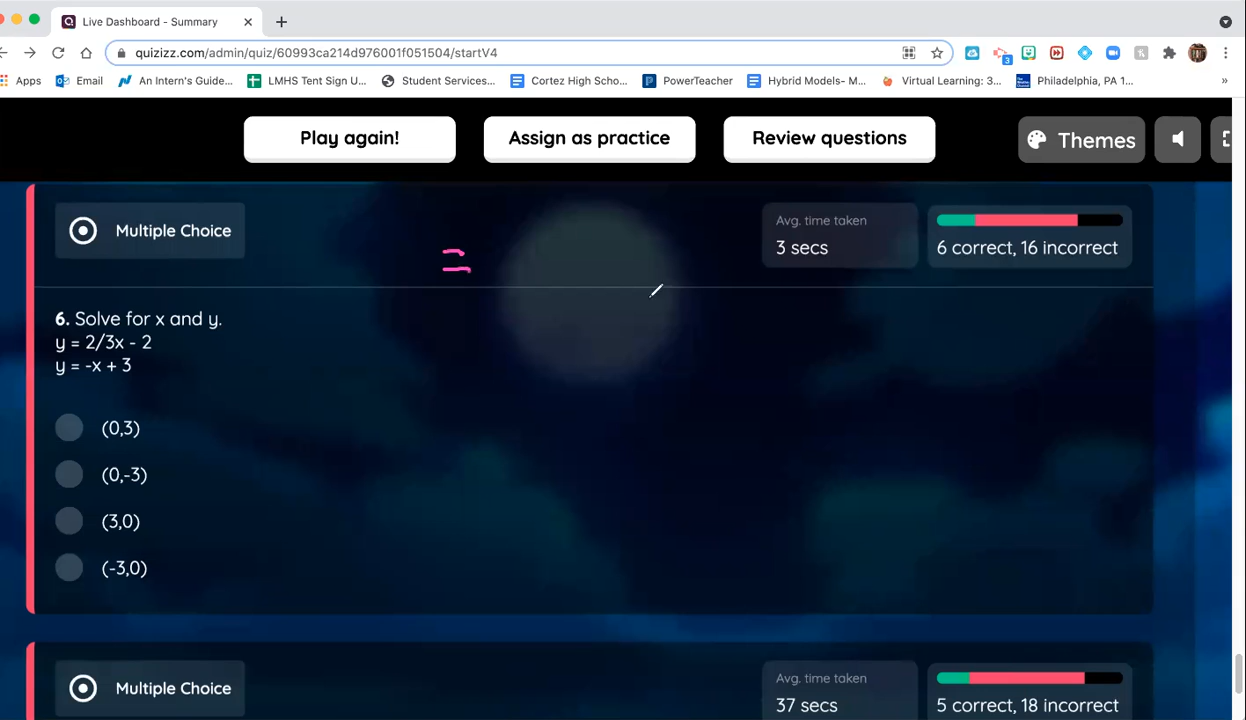 Live Dashboard - Summary
quizizz.com/admin/quiz/60993ca214d976001f051504/startV4
3
Apps Email An Intern's Guide... LMHS Tent Sign U... Student Services... Cortez High Scho... PowerTeacher Hybrid Models- M... Virtual Learning: 3... Philadelphia, PA 1... »
Play again! Assign as practice Review questions Themes
Multiple Choice
Avg. time taken
3 secs
6 correct, 16 incorrect
=
6. Solve for x and y.
y = 2/3x - 2
y = -x + 3
(0,3)
(0,-3)
(3,0)
(-3,0)
Multiple Choice
Avg. time taken
37 secs
5 correct, 18 incorrect